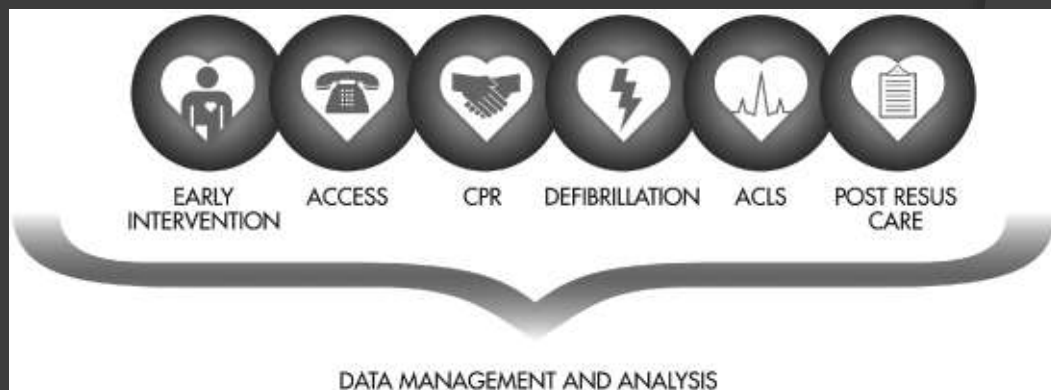 EARLY
INTERVENTION
ACCESS
CPR
DEFIBRILLATION
ACLS
POST RESUS
CARE
DATA MANAGEMENT AND ANALYSIS